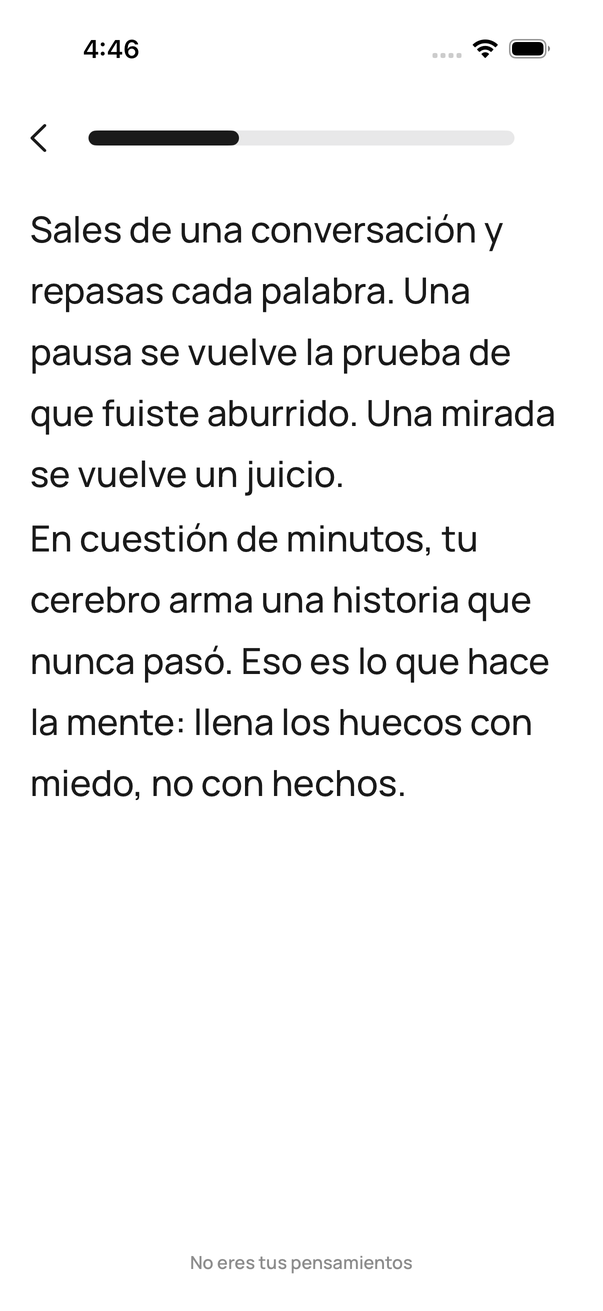 4:46
Sales de una conversación y
repasas cada palabra. Una
pausa se vuelve la prueba de
que fuiste aburrido. Una mirada
se vuelve un juicio.
En cuestión de minutos, tu
cerebro arma una historia que
nunca pasó. Eso es lo que hace
la mente: llena los huecos con
miedo, no con hechos.
No eres tus pensamientos